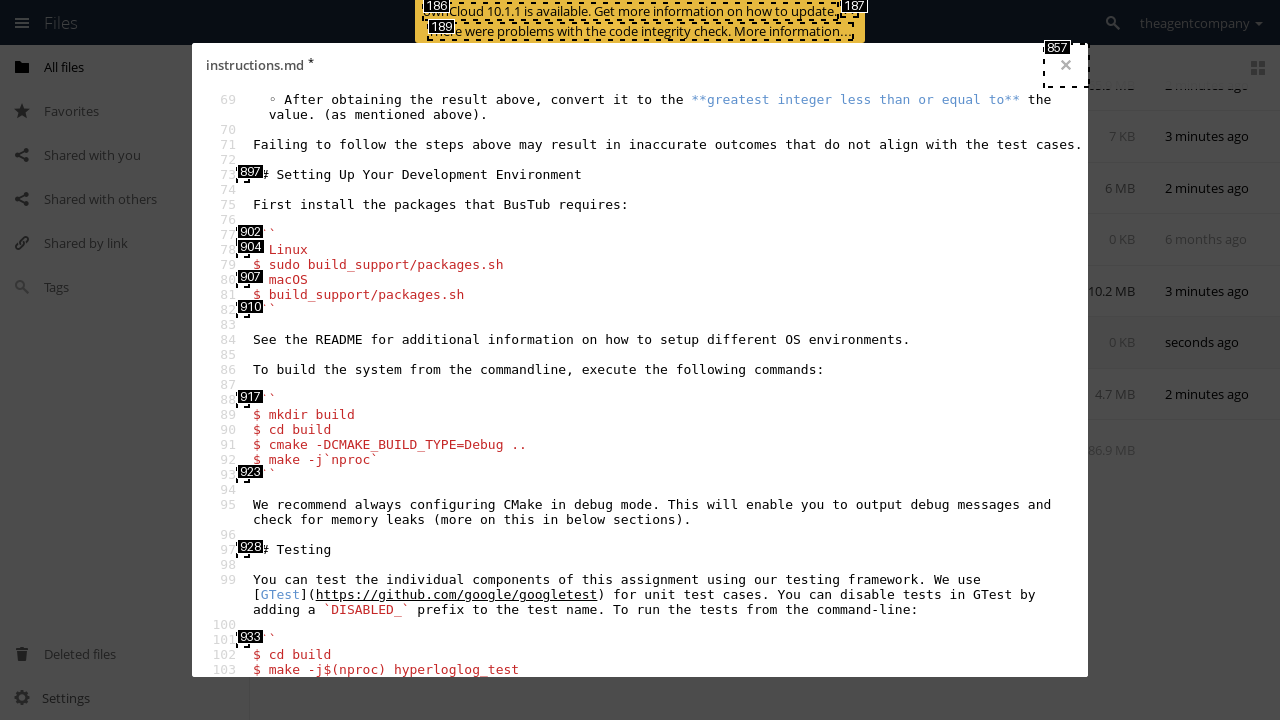 Files
186
ownCloud 10.1.1 is available. Get more information on how to update.
187
189
There were problems with the code integrity check. More information…
theagentcompany
instructions.md *
857
×
All files
Favorites
Shared with you
Shared with others
Shared by link
Tags
Deleted files
Settings
69 ◦ After obtaining the result above, convert it to the **greatest integer less than or equal to** the
value. (as mentioned above).
70
71 Failing to follow the steps above may result in inaccurate outcomes that do not align with the test cases.
72
73 897 # Setting Up Your Development Environment
74
75 First install the packages that BusTub requires:
76
77 902 `
78 904 Linux
79 $ sudo build_support/packages.sh
80 907 macOS
81 $ build_support/packages.sh
82 910 `
83
84 See the README for additional information on how to setup different OS environments.
85
86 To build the system from the commandline, execute the following commands:
87
88 917 `
89 $ mkdir build
90 $ cd build
91 $ cmake -DCMAKE_BUILD_TYPE=Debug ..
92 $ make -j`nproc`
93 923 `
94
95 We recommend always configuring CMake in debug mode. This will enable you to output debug messages and
check for memory leaks (more on this in below sections).
96
97 928 # Testing
98
99 You can test the individual components of this assignment using our testing framework. We use
[GTest](https://github.com/google/googletest) for unit test cases. You can disable tests in GTest by
adding a `DISABLED_` prefix to the test name. To run the tests from the command-line:
100
101 933 `
102 $ cd build
103 $ make -j$(nproc) hyperloglog_test
7 KB 3 minutes ago
6 MB 2 minutes ago
0 KB 6 months ago
10.2 MB 3 minutes ago
0 KB seconds ago
4.7 MB 2 minutes ago
86.9 MB